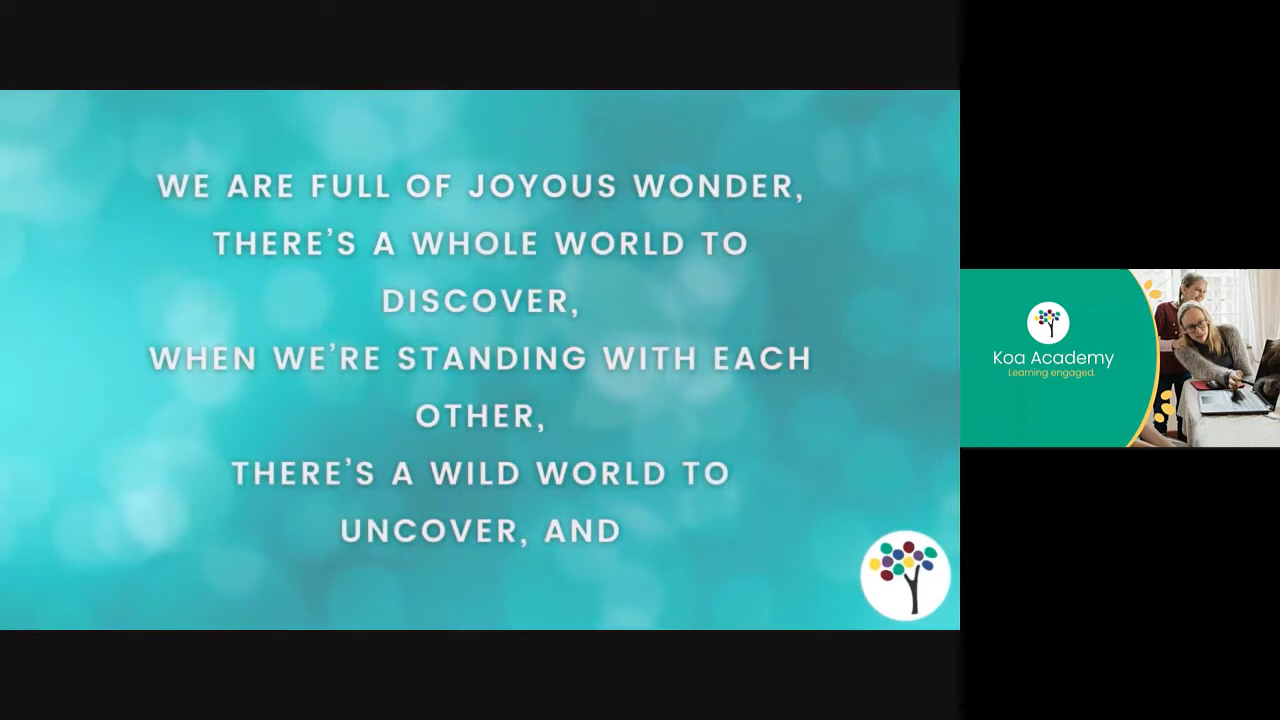 WE ARE FULL OF JOYOUS WONDER,
THERE'S A WHOLE WORLD TO
DISCOVER,
WHEN WE'RE STANDING WITH EACH
OTHER,
THERE'S A WILD WORLD TO
UNCOVER, AND
Koa Academy
Learning engaged.